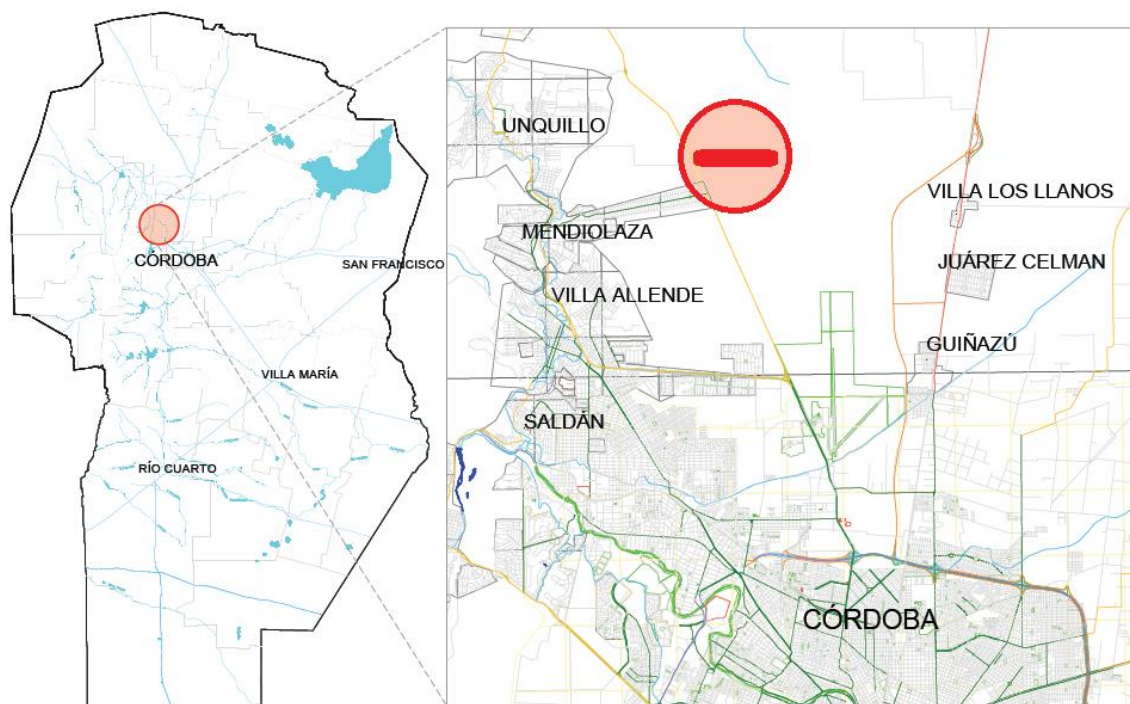 CÓRDOBA
SAN FRANCISCO
VILLA MARÍA
RÍO CUARTO
UNQUILLO
VILLA LOS LLANOS
MENDIOLAZA
JUÁREZ CELMAN
VILLA ALLENDE
GUIÑAZÚ
SALDÁN
CÓRDOBA